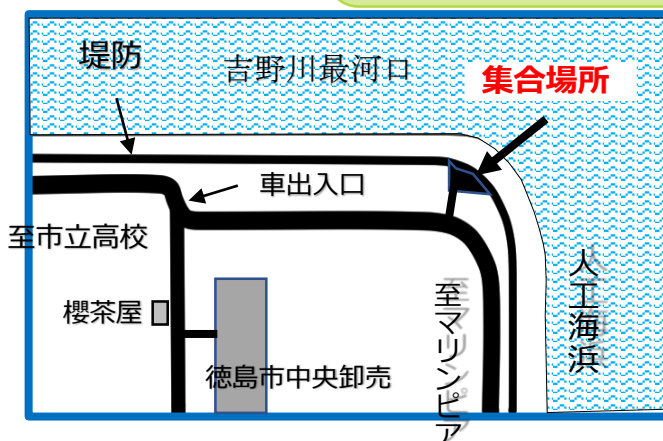 堤防
吉野川最河口
集合場所
車出入口
至市立高校
櫻茶屋
徳島市中央卸売
至マリンピア
人工海浜